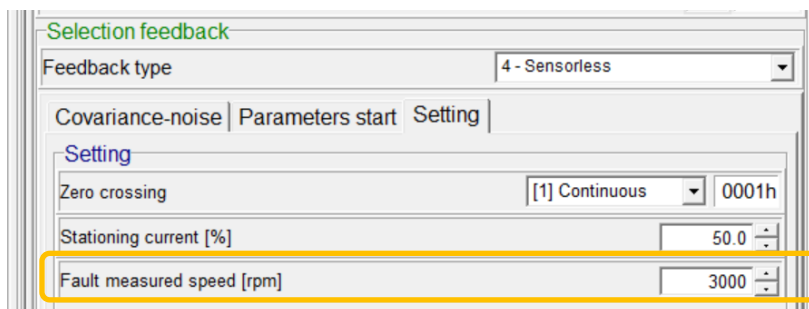 Selection feedback
Feedback type 4 - Sensorless
Covariance-noise Parameters start Setting
Setting
Zero crossing [1] Continuous 0001h
Stationing current [%] 50.0
Fault measured speed [rpm] 3000